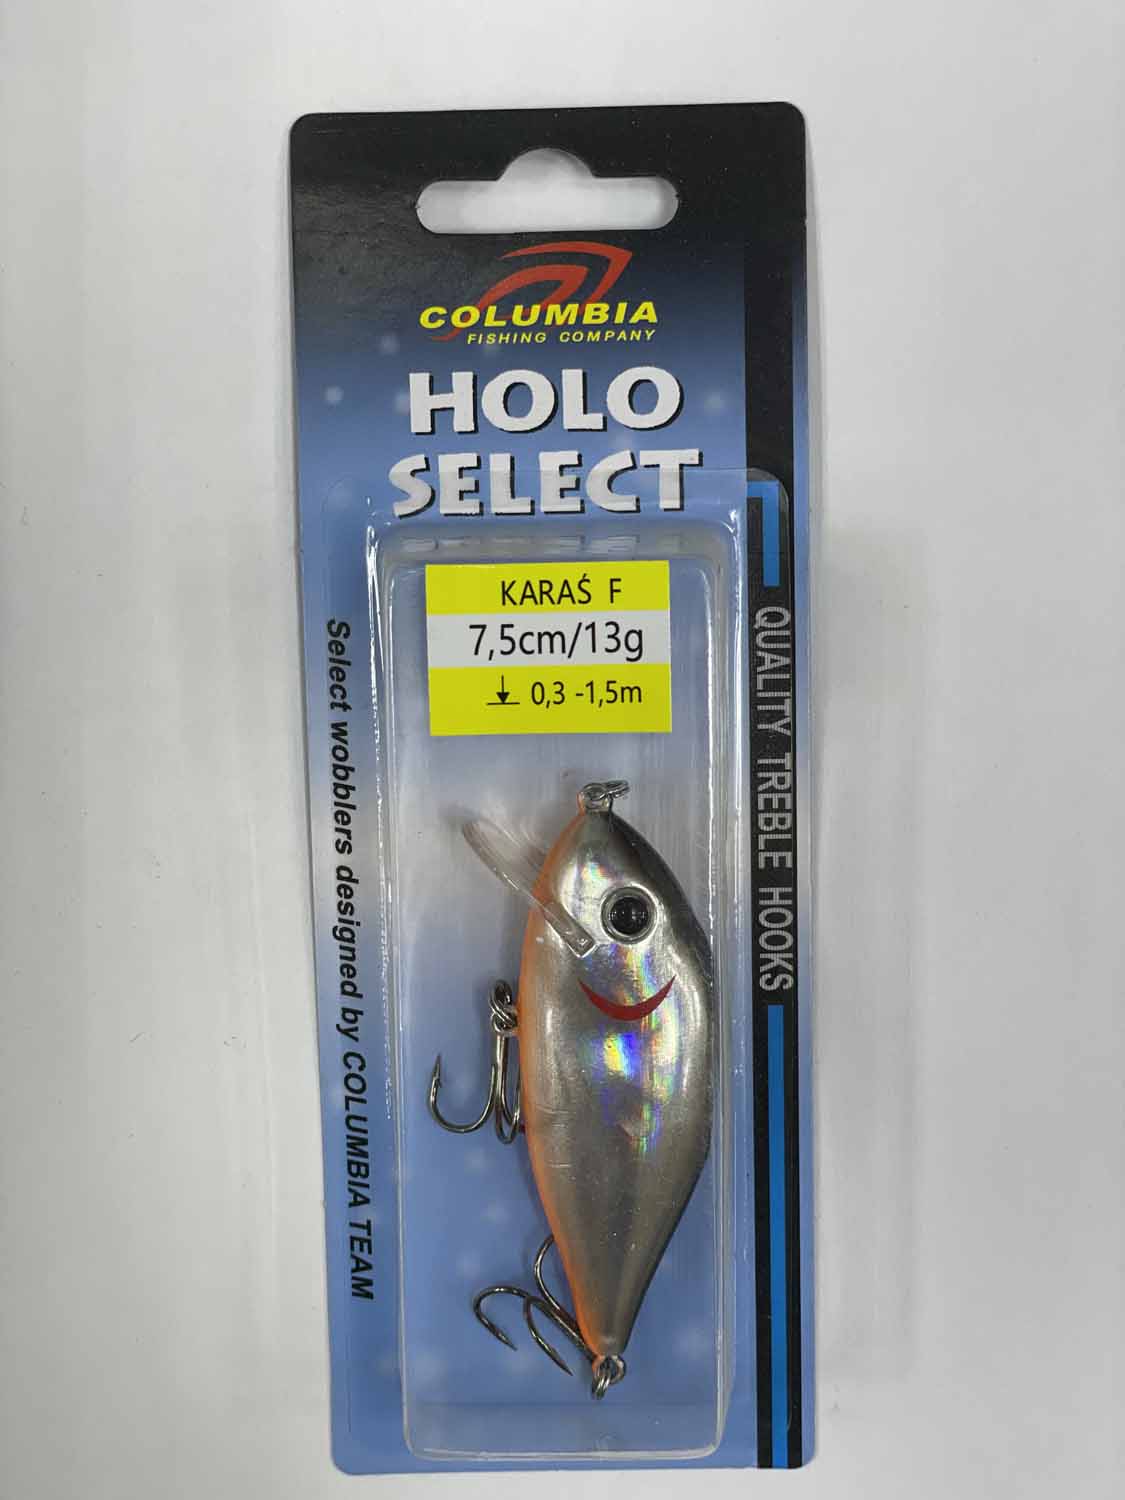 COLUMBIA
FISHING COMPANY
HOLO
SELECT
KARAŚ F
7,5cm/13g
0,3 -1,5m
Select wobblers designed by COLUMBIA TEAM
QUALITY TREBLE HOOKS